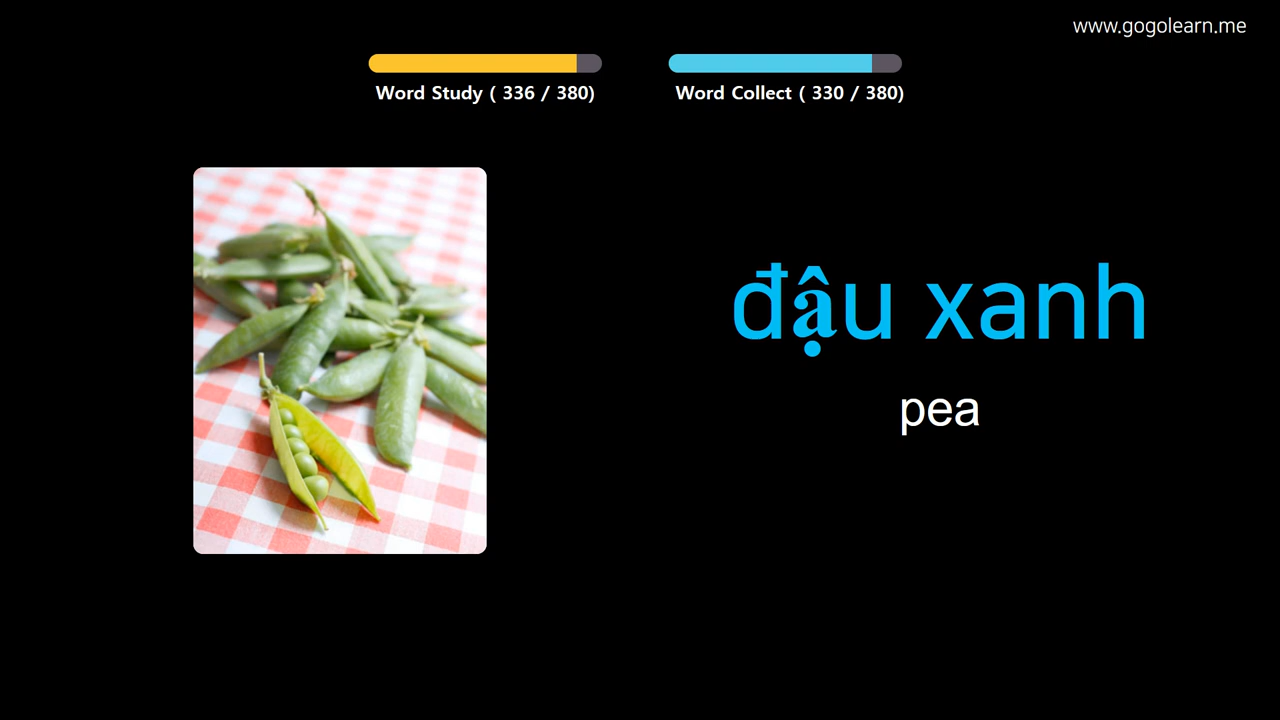 www.gogolearn.me
Word Study ( 336 / 380)
Word Collect ( 330 / 380)
đậu xanh
pea